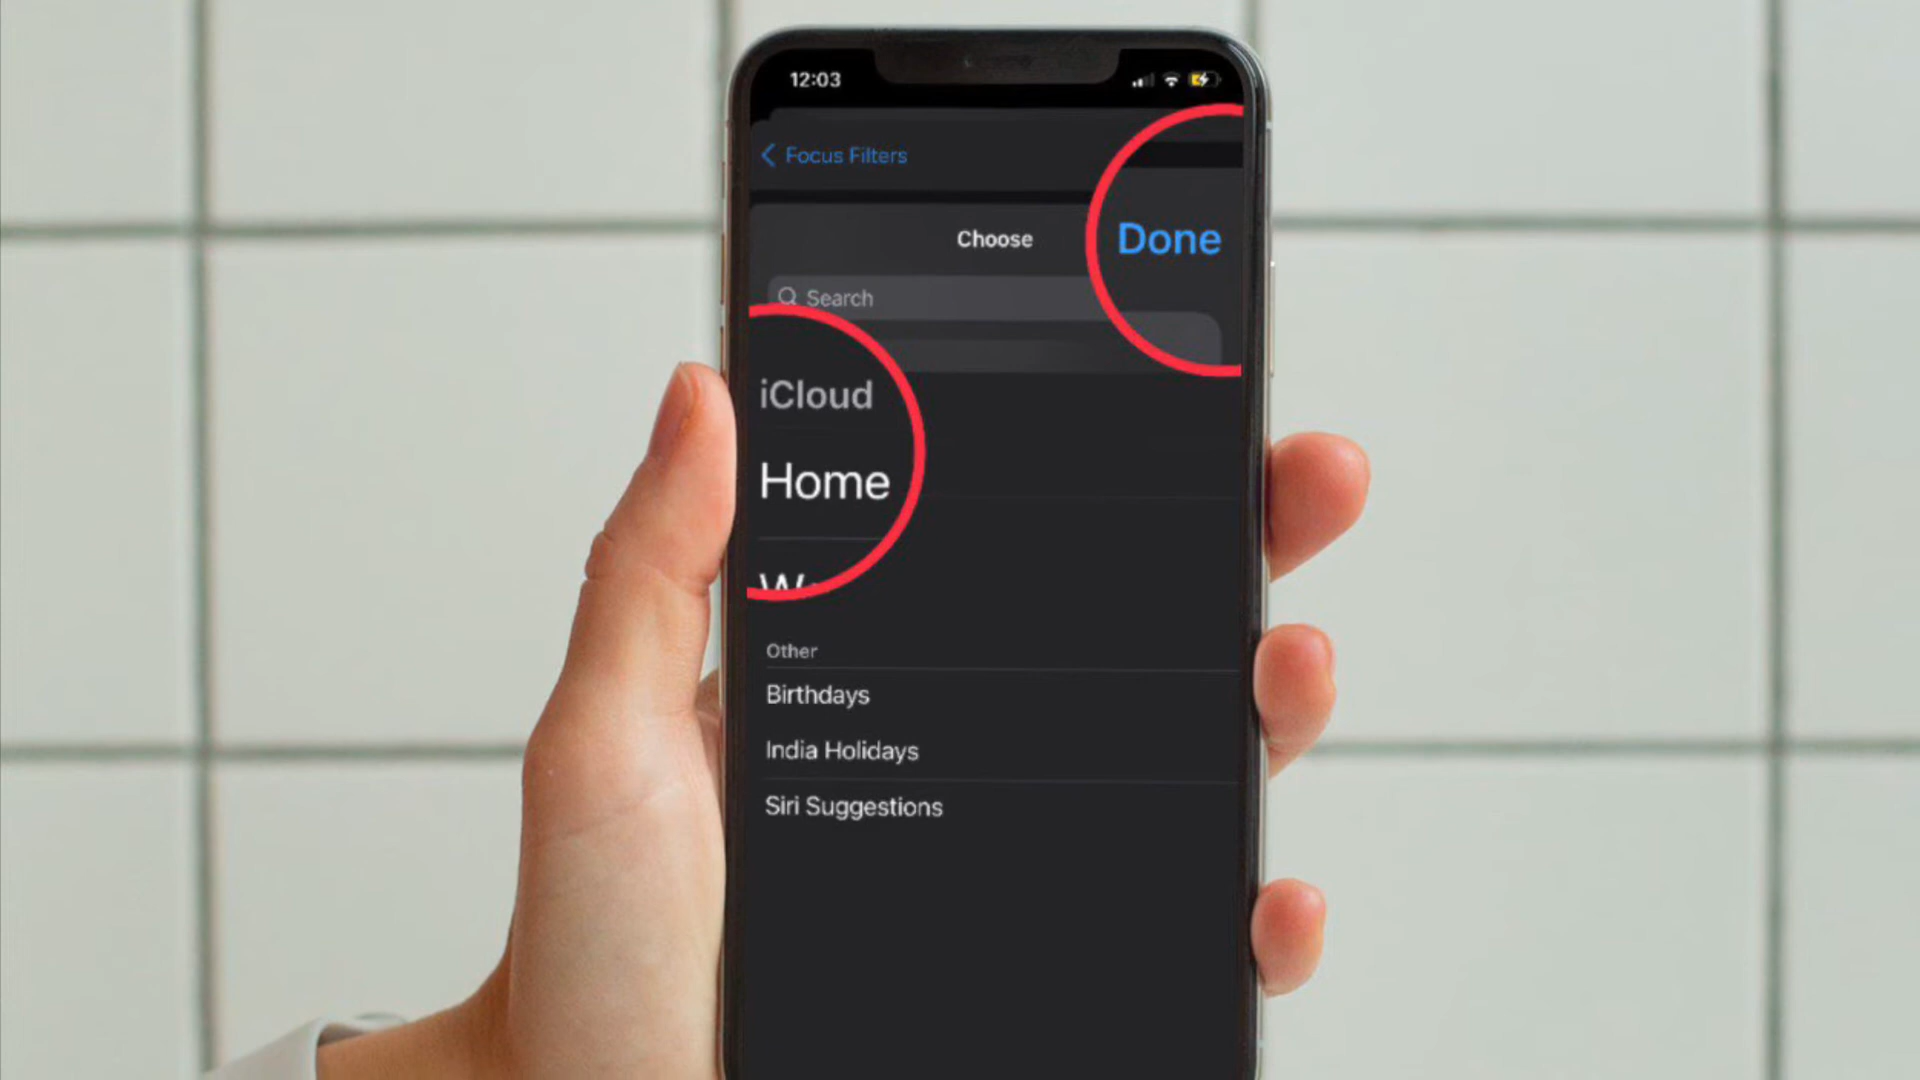 12:03
Focus Filters
Choose
Done
Search
iCloud
Home
Other
Birthdays
India Holidays
Siri Suggestions